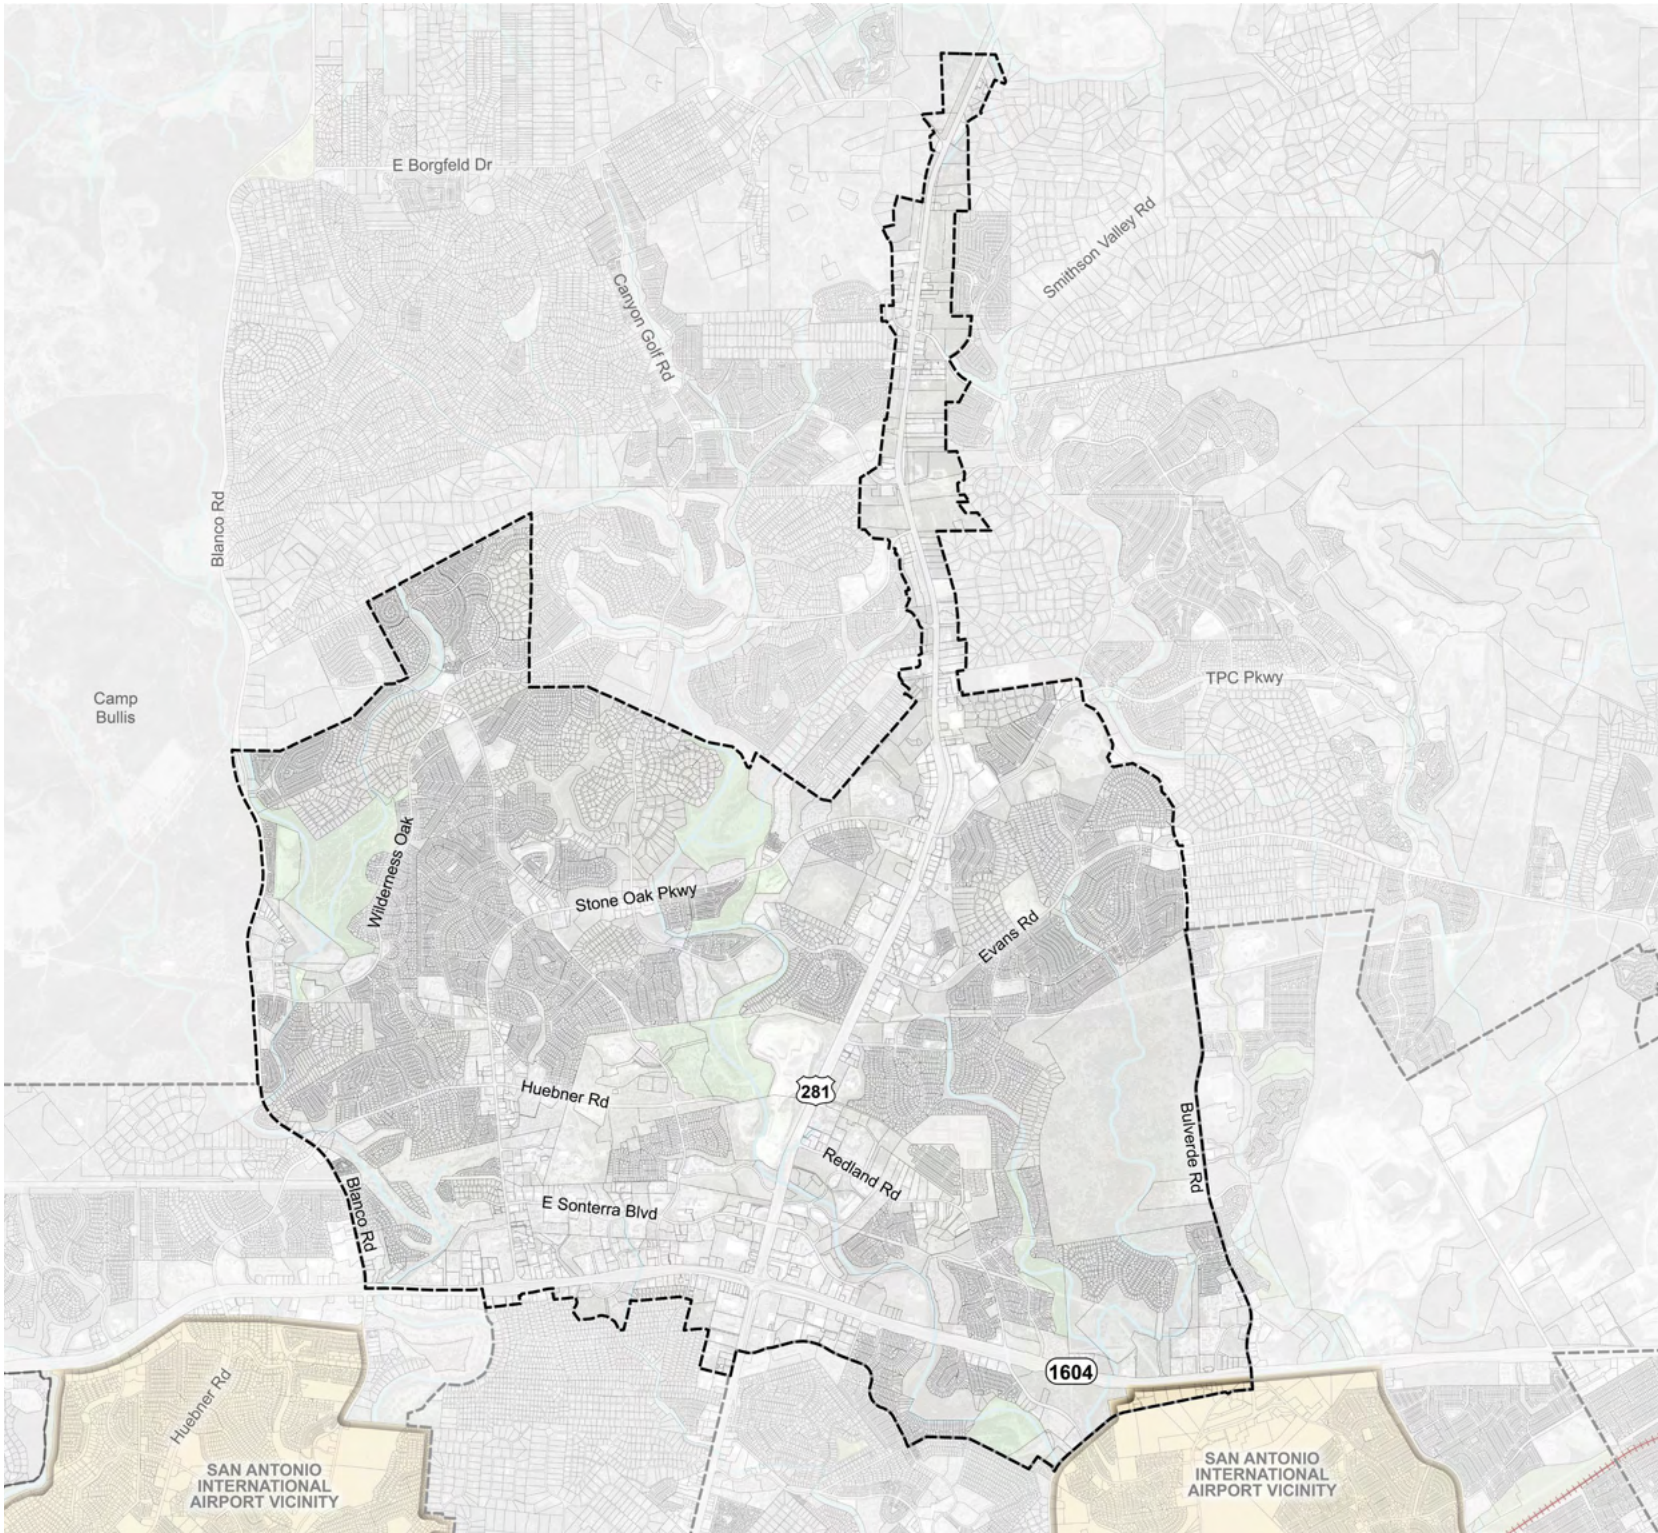 E Borgfeld Dr
Smithson Valley Rd
Canyon Golf Rd
Blanco Rd
TPC Pkwy
Camp
Bullis
Wilderness Oak
Stone Oak Pkwy
Evans Rd
Huebner Rd
281
Bulverde Rd
Redland Rd
Blanco Rd
E Sonterra Blvd
1604
Huebner Rd
SAN ANTONIO
INTERNATIONAL
AIRPORT VICINITY
SAN ANTONIO
INTERNATIONAL
AIRPORT VICINITY